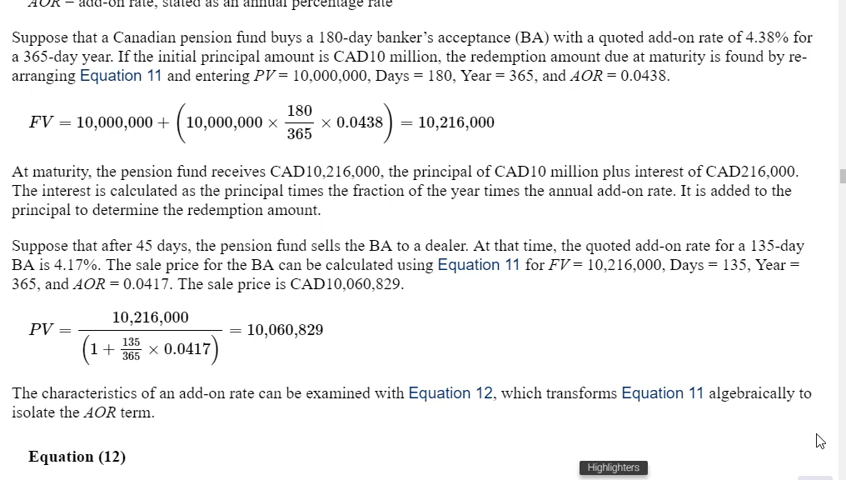 AOR = add-on rate, stated as an annual percentage rate
Suppose that a Canadian pension fund buys a 180-day banker's acceptance (BA) with a quoted add-on rate of 4.38% for
a 365-day year. If the initial principal amount is CAD10 million, the redemption amount due at maturity is found by re-
arranging Equation 11 and entering PV = 10,000,000, Days = 180, Year = 365, and AOR = 0.0438.
FV = 10,000,000 + (10,000,000 × 180/365 × 0.0438) = 10,216,000
At maturity, the pension fund receives CAD10,216,000, the principal of CAD10 million plus interest of CAD216,000.
The interest is calculated as the principal times the fraction of the year times the annual add-on rate. It is added to the
principal to determine the redemption amount.
Suppose that after 45 days, the pension fund sells the BA to a dealer. At that time, the quoted add-on rate for a 135-day
BA is 4.17%. The sale price for the BA can be calculated using Equation 11 for FV = 10,216,000, Days = 135, Year =
365, and AOR = 0.0417. The sale price is CAD10,060,829.
PV = 10,216,000 / (1 + 135/365 × 0.0417) = 10,060,829
The characteristics of an add-on rate can be examined with Equation 12, which transforms Equation 11 algebraically to
isolate the AOR term.
Equation (12)
Highlighters